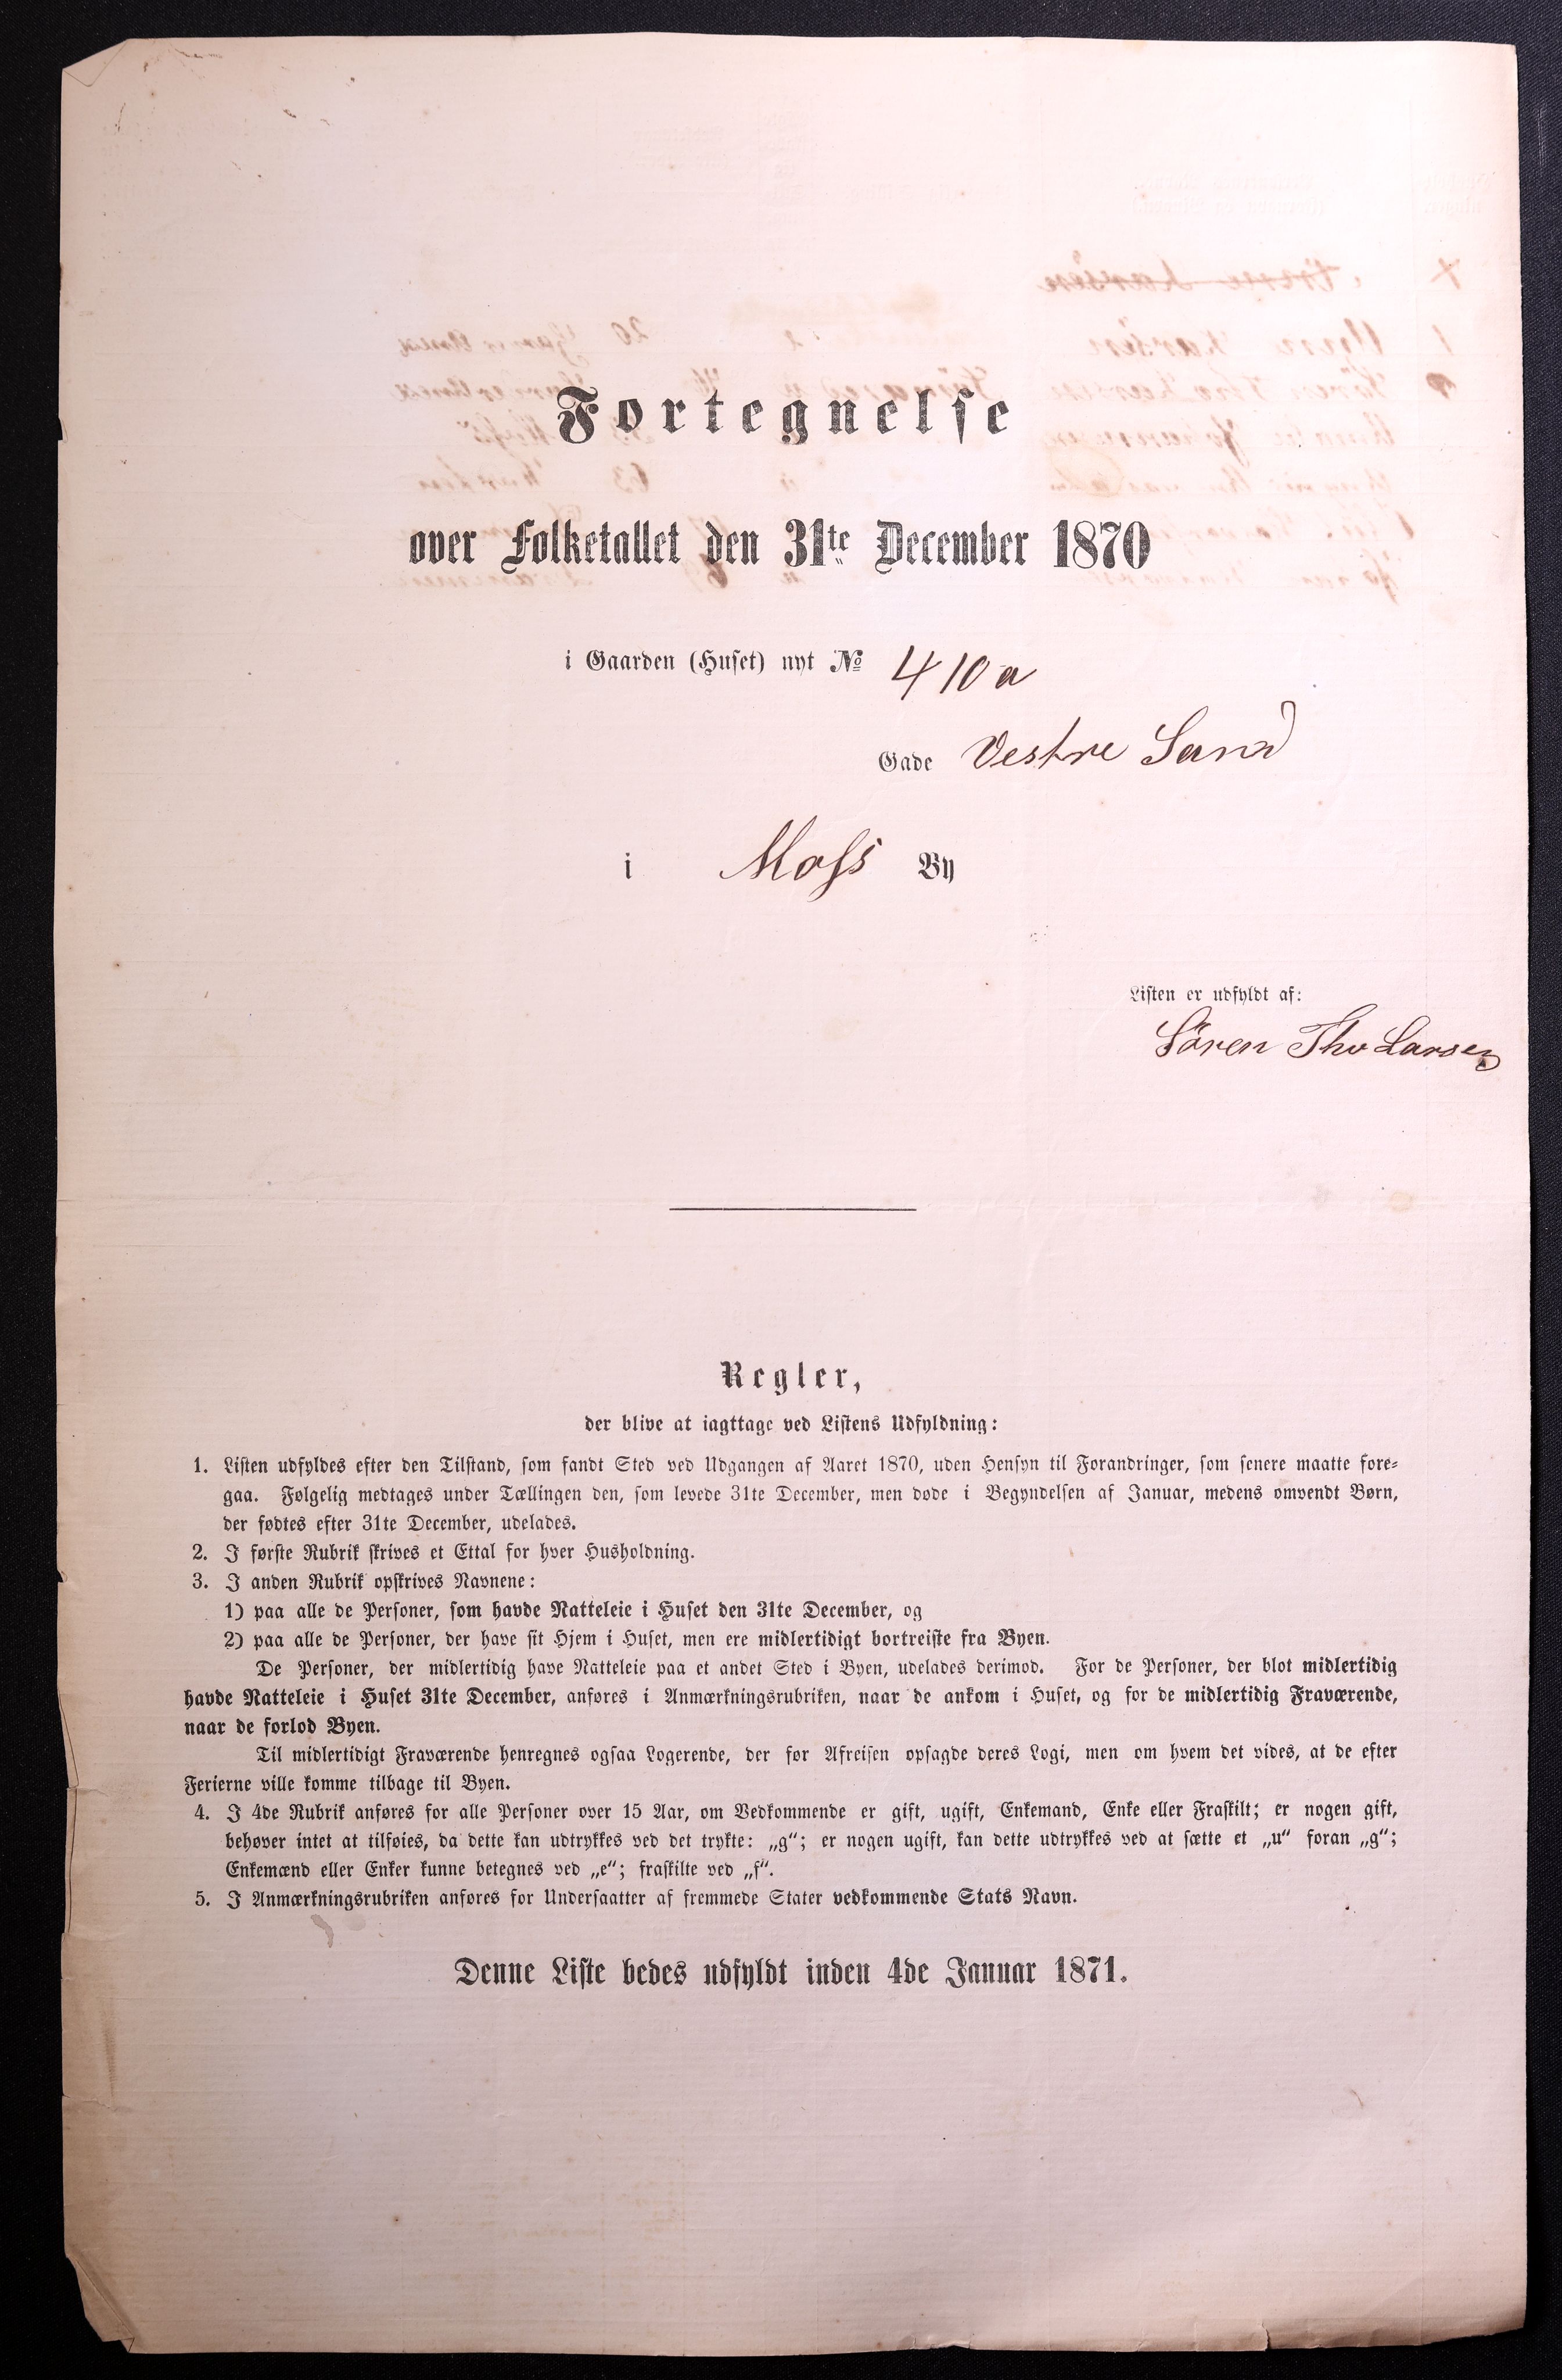 Fortegnelse
over Folketallet den 31te December 1870
i Gaarden (Huset) nyt No 410a
Gade Vestre Sand
i Moss By
Listen er udfyldt af:
Sören Tho Larsen
Regler,
der blive at iagttage ved Listens Udfyldning:
1. Listen udfyldes efter den Tilstand, som fandt Sted ved Udgangen af Aaret 1870, uden Hensyn til Forandringer, som senere maatte fore-
gaa. Følgelig medtages under Tællingen den, som levede 31te December, men døde i Begyndelsen af Januar, medens omvendt Børn,
der fødtes efter 31te December, udelades.
2. I første Rubrik skrives et Ettal for hver Husholdning.
3. I anden Rubrik opskrives Navnene:
1) paa alle de Personer, som havde Natteleie i Huset den 31te December, og
2) paa alle de Personer, der have sit Hjem i Huset, men ere midlertidigt bortreiste fra Byen.
De Personer, der midlertidig have Natteleie paa et andet Sted i Byen, udelades derimod. For de Personer, der blot midlertidig
havde Natteleie i Huset 31te December, anføres i Anmærkningsrubriken, naar de ankom i Huset, og for de midlertidig Fraværende,
naar de forlod Byen.
Til midlertidigt Fraværende henregnes ogsaa Logerende, der før Afreisen opsagde deres Logi, men om hvem det vides, at de efter
Ferierne ville komme tilbage til Byen.
4. I 4de Rubrik anføres for alle Personer over 15 Aar, om Vedkommende er gift, ugift, Enkemand, Enke eller Fraskilt; er nogen gift,
behøver intet at tilføies, da dette kan udtrykkes ved det trykte: „g“; er nogen ugift, kan dette udtrykkes ved at sætte et „u“ foran „g“;
Enkemænd eller Enker kunne betegnes ved „e“; fraskilte ved „f“.
5. I Anmærkningsrubriken anføres for Undersaatter af fremmede Stater vedkommende Stats Navn.
Denne Liste bedes udfyldt inden 4de Januar 1871.